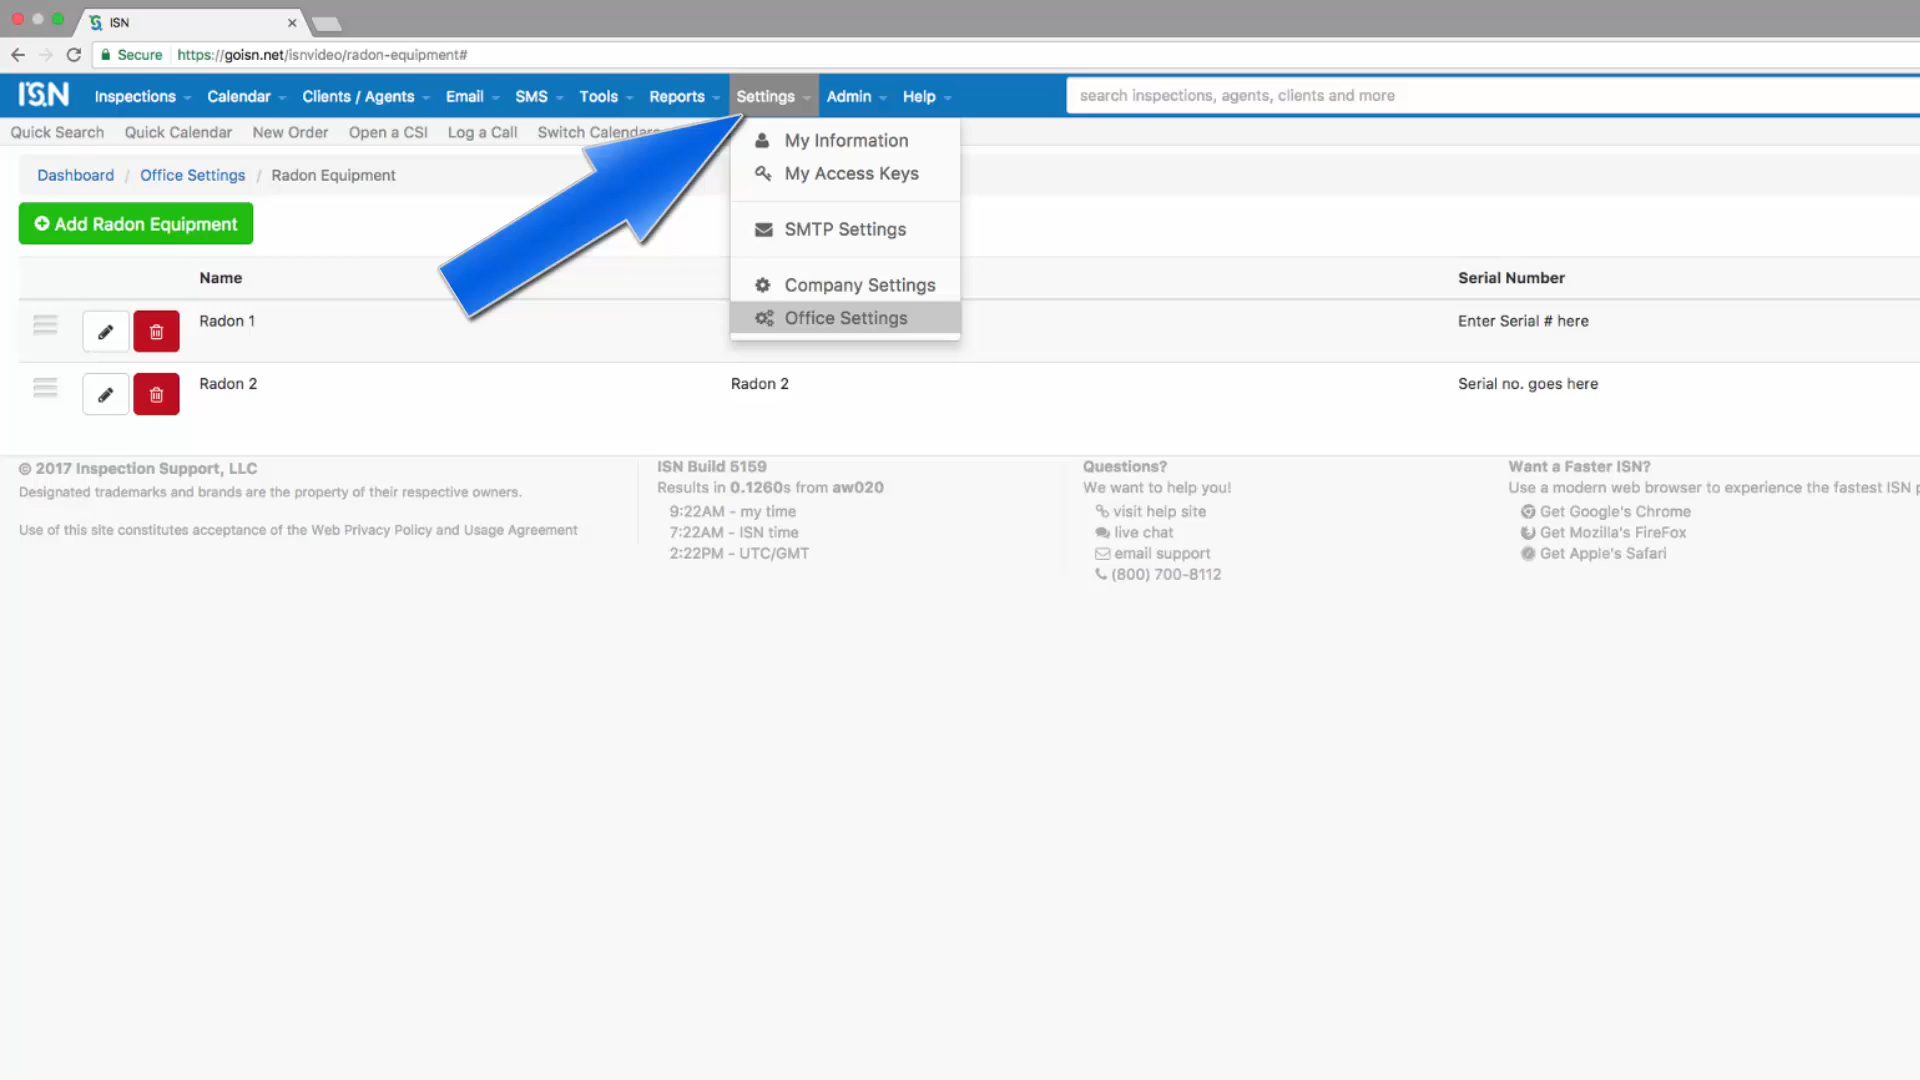 ISN
Secure https://goisn.net/isnvideo/radon-equipment#
ISN Inspections Calendar Clients / Agents Email SMS Tools Reports Settings Admin Help search inspections, agents, clients and more
Quick Search Quick Calendar New Order Open a CSI Log a Call Switch Calendars
My Information
My Access Keys
SMTP Settings
Company Settings
Office Settings
Dashboard / Office Settings / Radon Equipment
Add Radon Equipment
Name Serial Number
Radon 1 Enter Serial # here
Radon 2 Radon 2 Serial no. goes here
© 2017 Inspection Support, LLC
Designated trademarks and brands are the property of their respective owners.
Use of this site constitutes acceptance of the Web Privacy Policy and Usage Agreement
ISN Build 5159
Results in 0.1260s from aw020
9:22AM - my time
7:22AM - ISN time
2:22PM - UTC/GMT
Questions?
We want to help you!
visit help site
live chat
email support
(800) 700-8112
Want a Faster ISN?
Use a modern web browser to experience the fastest ISN p
Get Google's Chrome
Get Mozilla's FireFox
Get Apple's Safari